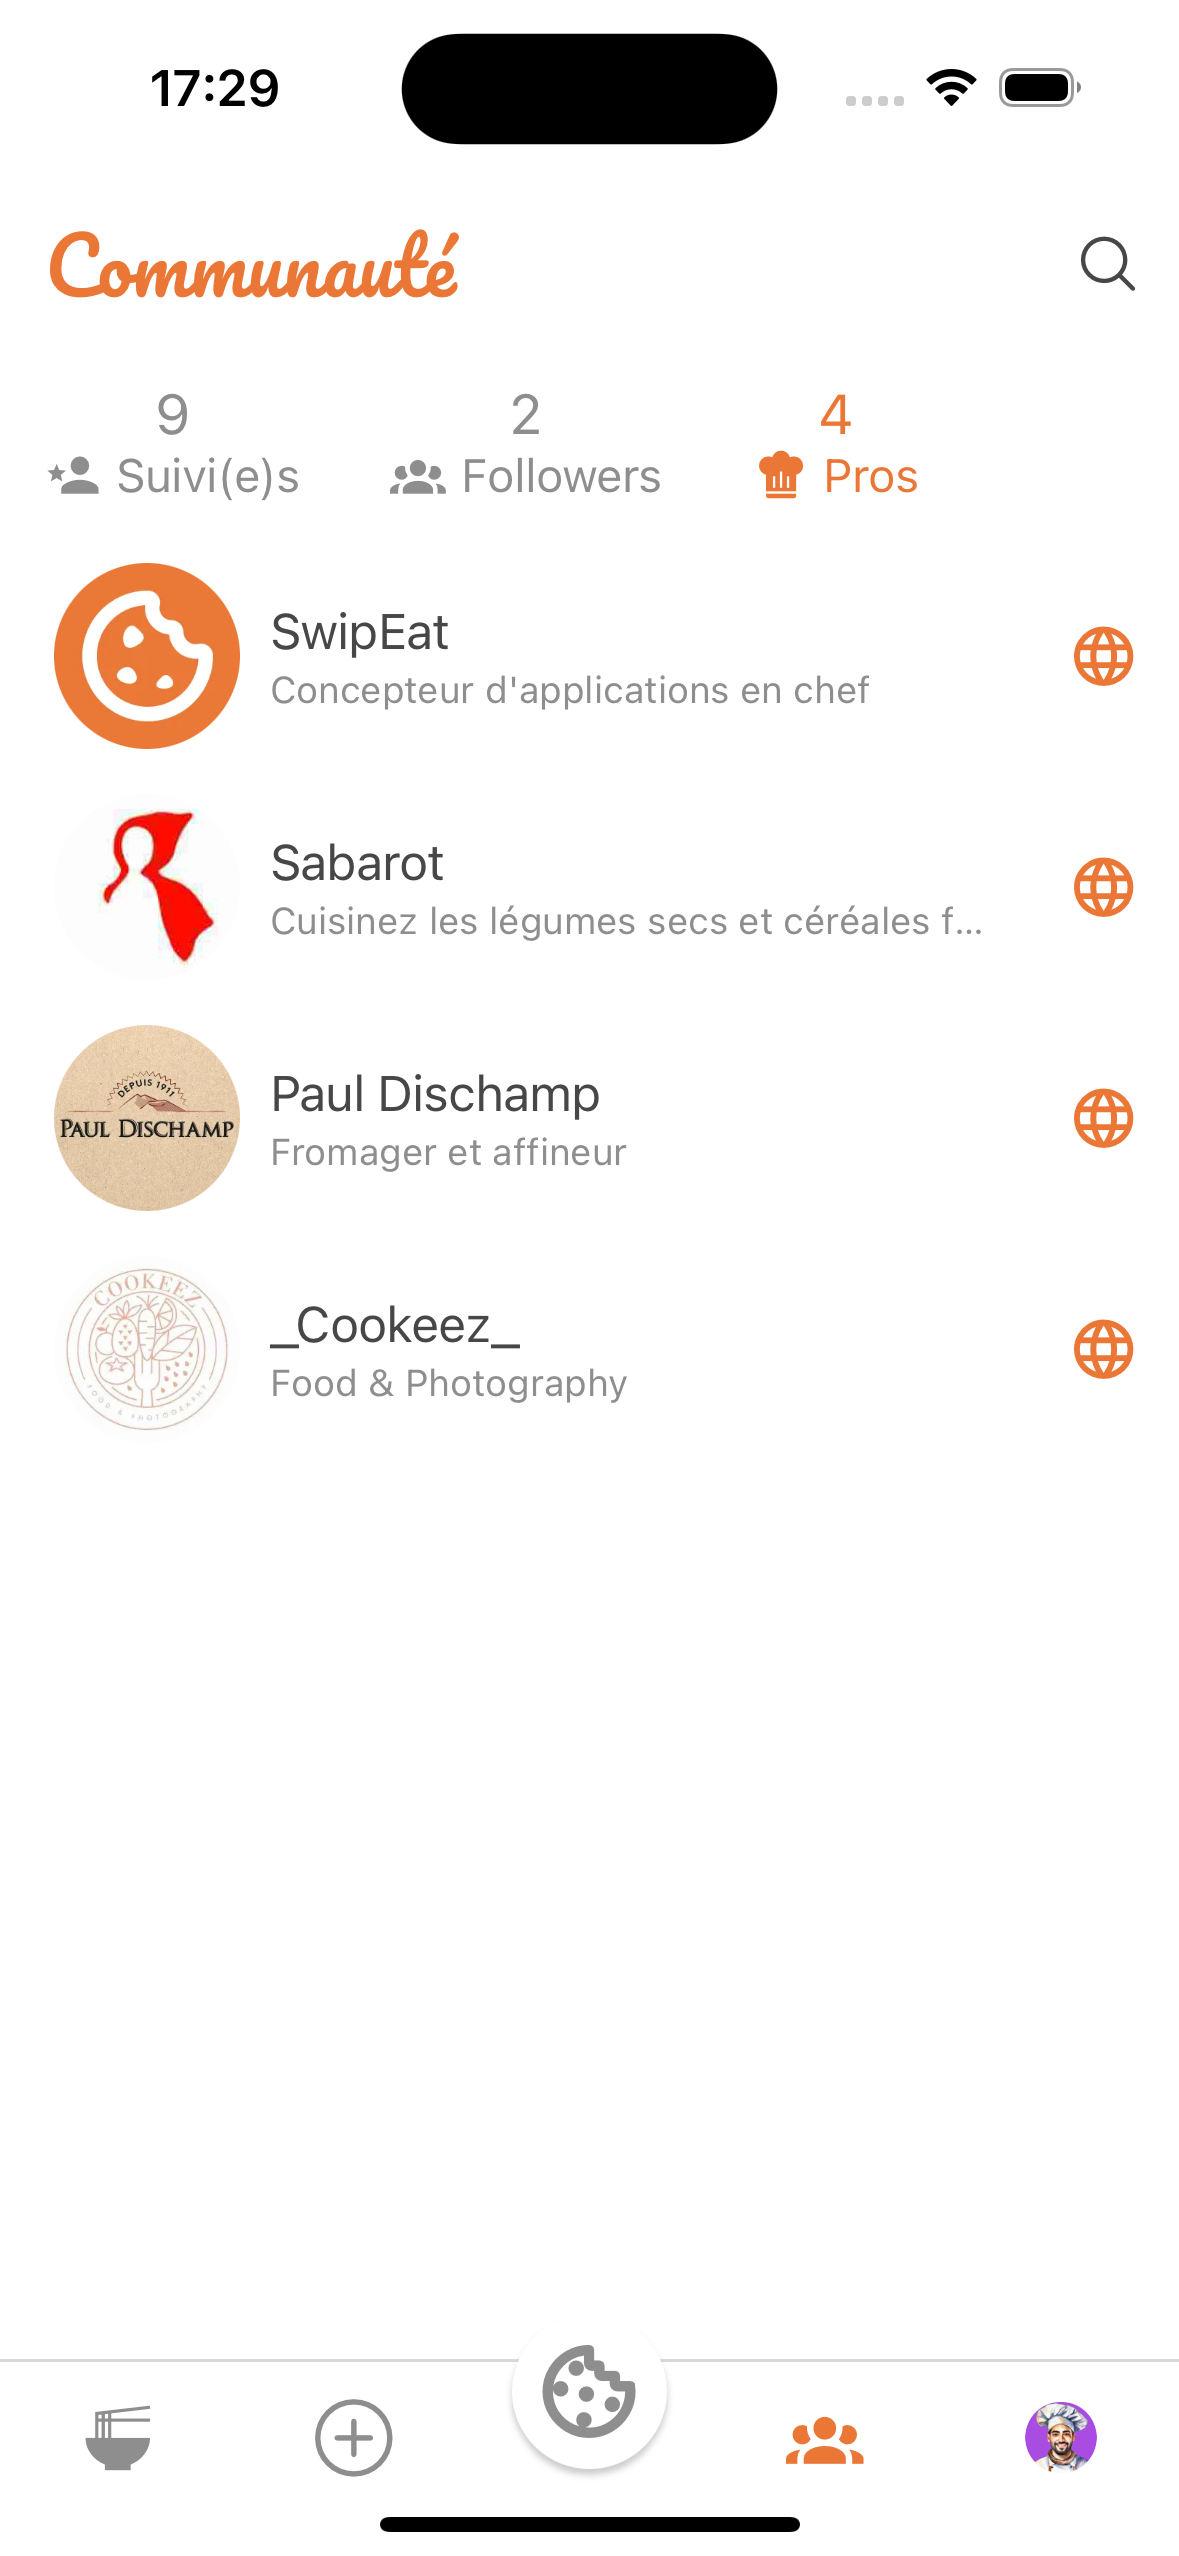 17:29
Communauté
9
Suivi(e)s
2
Followers
4
Pros
SwipEat
Concepteur d'applications en chef
Sabarot
Cuisinez les légumes secs et céréales f...
DEPUIS 1911
PAUL DISCHAMP
Paul Dischamp
Fromager et affineur
COOKEEZ
FOOD & PHOTOGRAPHY
_Cookeez_
Food & Photography